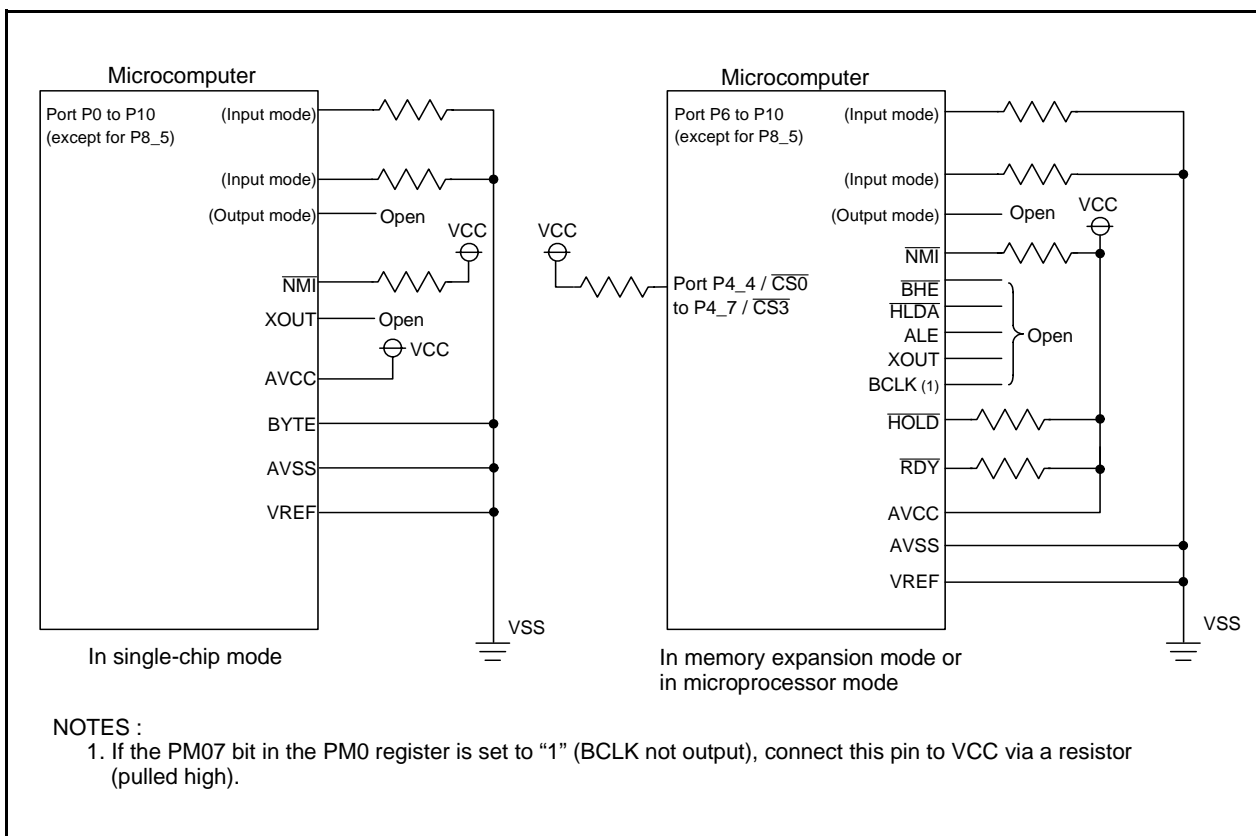 Microcomputer
Port P0 to P10
(except for P8_5)
(Input mode)
(Input mode)
(Output mode)
Open
VCC
NMI
XOUT
Open
VCC
AVCC
BYTE
AVSS
VREF
VSS
In single-chip mode
Microcomputer
Port P6 to P10
(except for P8_5)
(Input mode)
(Input mode)
(Output mode)
Open
VCC
VCC
NMI
Port P4_4 / CS0
to P4_7 / CS3
BHE
HLDA
ALE
XOUT
BCLK (1)
Open
HOLD
RDY
AVCC
AVSS
VREF
VSS
In memory expansion mode or
in microprocessor mode
NOTES :
1. If the PM07 bit in the PM0 register is set to “1” (BCLK not output), connect this pin to VCC via a resistor
(pulled high).